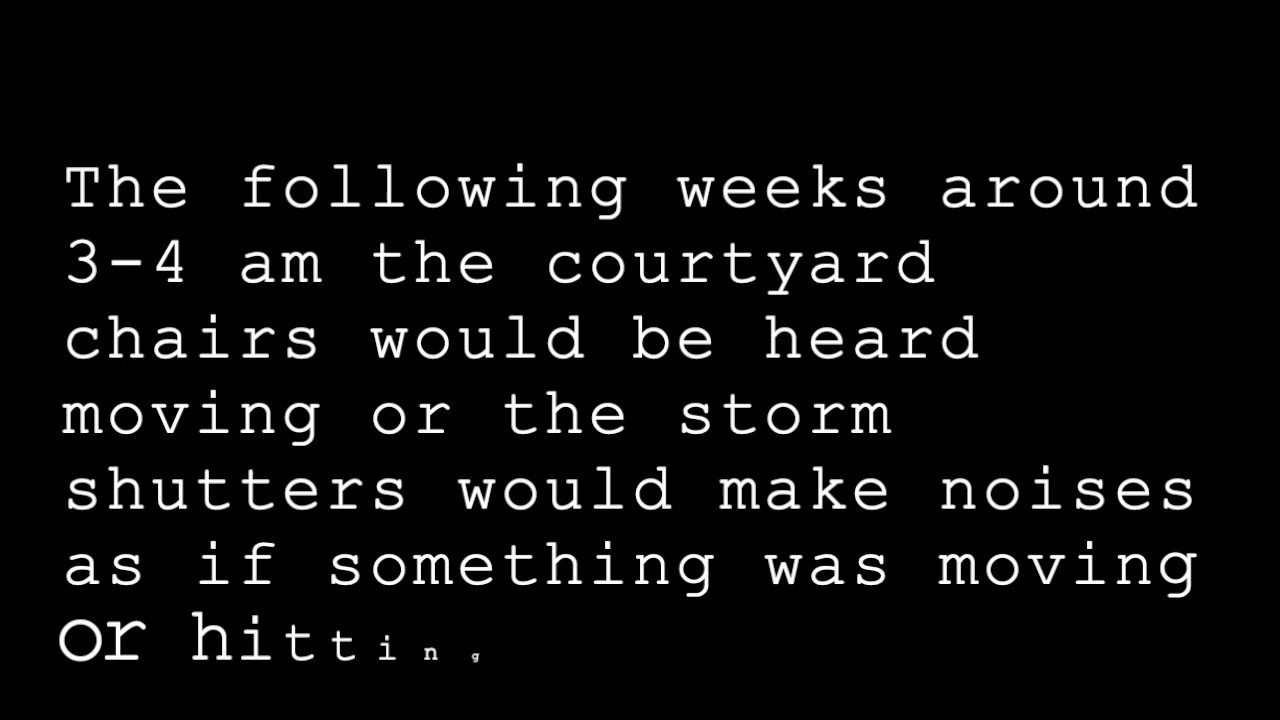 The following weeks around
3-4 am the courtyard
chairs would be heard
moving or the storm
shutters would make noises
as if something was moving
or hitting